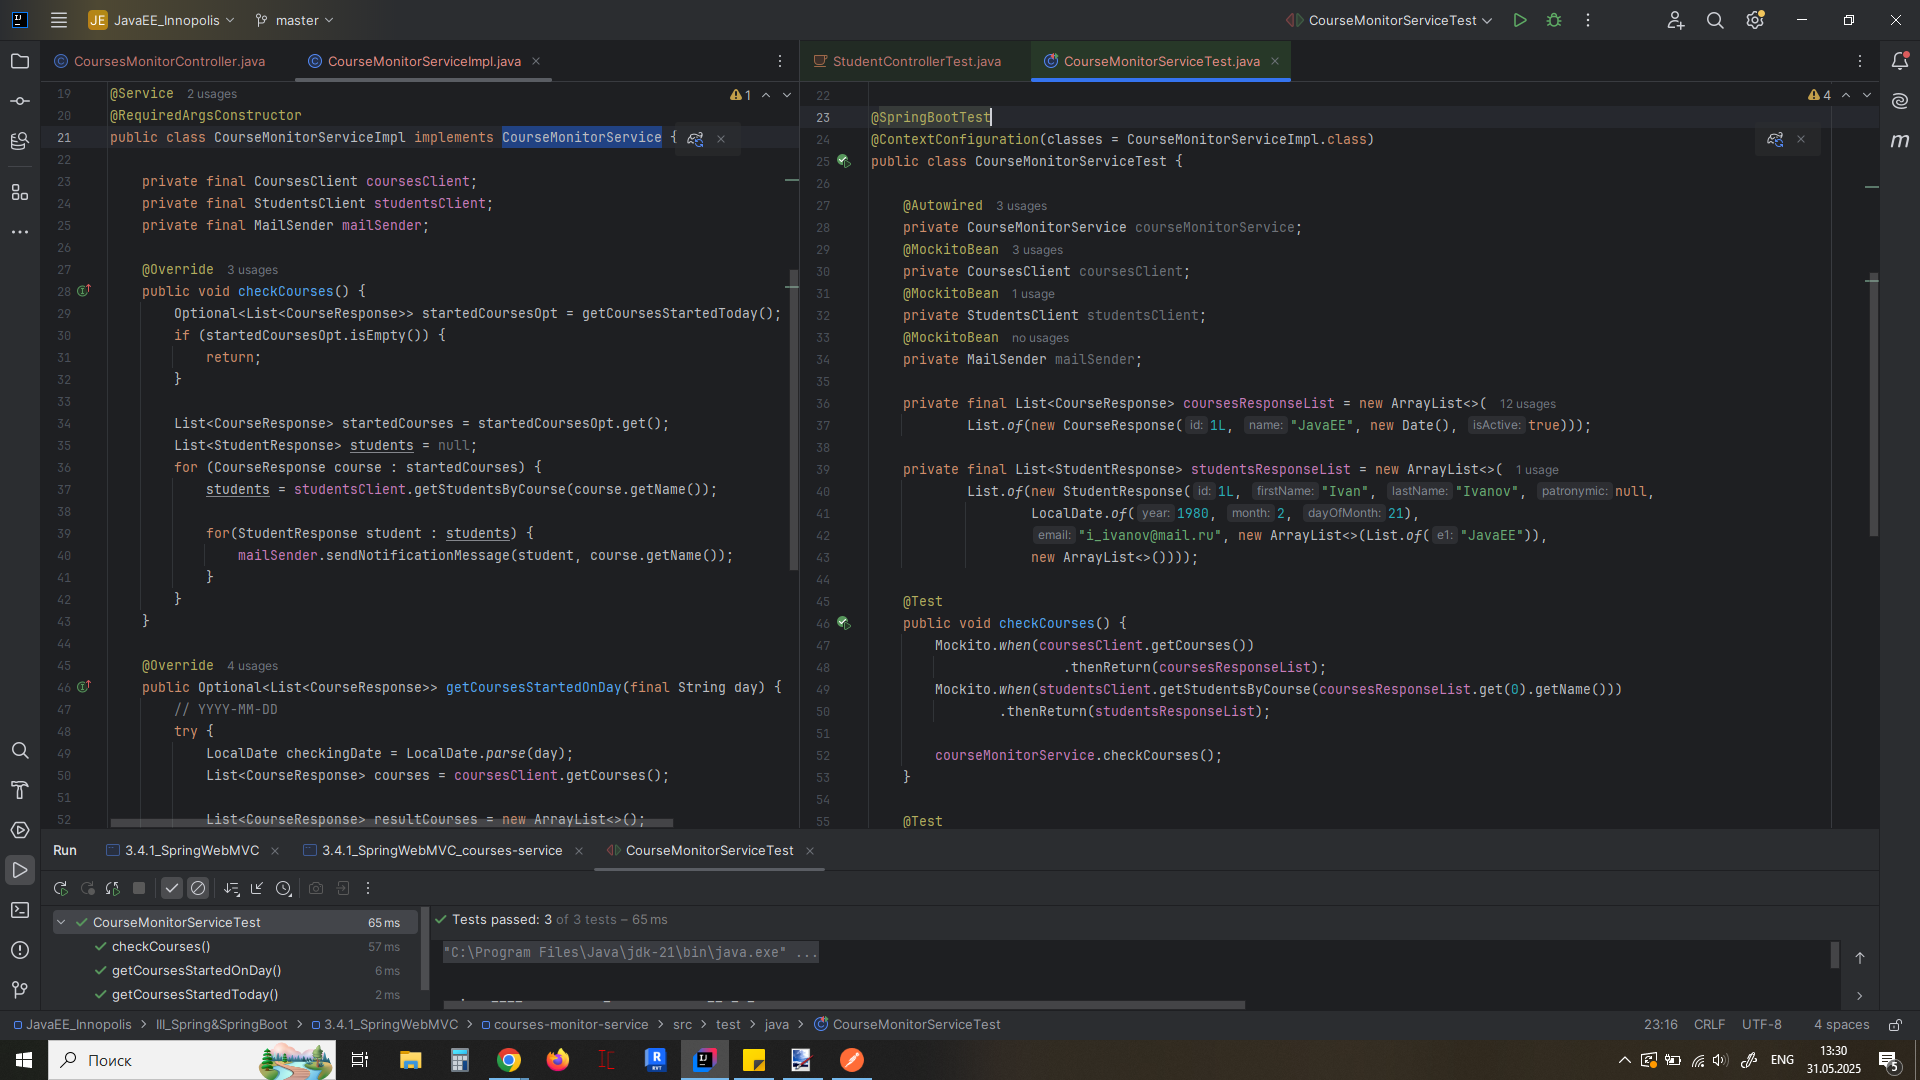 JE JavaEE_Innopolis master CourseMonitorServiceTest
CoursesMonitorController.java CourseMonitorServiceImpl.java
19 @Service 2 usages
1
20 @RequiredArgsConstructor
21 public class CourseMonitorServiceImpl implements CourseMonitorService {
22
23 private final CoursesClient coursesClient;
24 private final StudentsClient studentsClient;
25 private final MailSender mailSender;
26
27 @Override 3 usages
28 public void checkCourses() {
29 Optional<List<CourseResponse>> startedCoursesOpt = getCoursesStartedToday();
30 if (startedCoursesOpt.isEmpty()) {
31 return;
32 }
33
34 List<CourseResponse> startedCourses = startedCoursesOpt.get();
35 List<StudentResponse> students = null;
36 for (CourseResponse course : startedCourses) {
37 students = studentsClient.getStudentsByCourse(course.getName());
38
39 for(StudentResponse student : students) {
40 mailSender.sendNotificationMessage(student, course.getName());
41 }
42 }
43 }
44
45 @Override 4 usages
46 public Optional<List<CourseResponse>> getCoursesStartedOnDay(final String day) {
47 // YYYY-MM-DD
48 try {
49 LocalDate checkingDate = LocalDate.parse(day);
50 List<CourseResponse> courses = coursesClient.getCourses();
51
52 List<CourseResponse> resultCourses = new ArrayList<>();
StudentControllerTest.java CourseMonitorServiceTest.java
22
4
23 @SpringBootTest
24 @ContextConfiguration(classes = CourseMonitorServiceImpl.class)
25 public class CourseMonitorServiceTest {
26
27 @Autowired 3 usages
28 private CourseMonitorService courseMonitorService;
29 @MockitoBean 3 usages
30 private CoursesClient coursesClient;
31 @MockitoBean 1 usage
32 private StudentsClient studentsClient;
33 @MockitoBean no usages
34 private MailSender mailSender;
35
36 private final List<CourseResponse> coursesResponseList = new ArrayList<>( 12 usages
37 List.of(new CourseResponse( id: 1L, name: "JavaEE", new Date(), isActive: true)));
38
39 private final List<StudentResponse> studentsResponseList = new ArrayList<>( 1 usage
40 List.of(new StudentResponse( id: 1L, firstName: "Ivan", lastName: "Ivanov", patronymic: null,
41 LocalDate.of( year: 1980, month: 2, dayOfMonth: 21),
42 email: "i_ivanov@mail.ru", new ArrayList<>(List.of( e1: "JavaEE")),
43 new ArrayList<>())));
44
45 @Test
46 public void checkCourses() {
47 Mockito.when(coursesClient.getCourses())
48 .thenReturn(coursesResponseList);
49 Mockito.when(studentsClient.getStudentsByCourse(coursesResponseList.get(0).getName()))
50 .thenReturn(studentsResponseList);
51
52 courseMonitorService.checkCourses();
53 }
54
55 @Test
m
Run 3.4.1_SpringWebMVC 3.4.1_SpringWebMVC_courses-service CourseMonitorServiceTest
CourseMonitorServiceTest 65 ms
checkCourses() 57 ms
getCoursesStartedOnDay() 6 ms
getCoursesStartedToday() 2 ms
Tests passed: 3 of 3 tests – 65 ms
"C:\Program Files\Java\jdk-21\bin\java.exe" ...
JavaEE_Innopolis III_Spring&SpringBoot 3.4.1_SpringWebMVC courses-monitor-service src test java CourseMonitorServiceTest
23:16 CRLF UTF-8 4 spaces
Поиск
ENG
13:30
31.05.2025
5